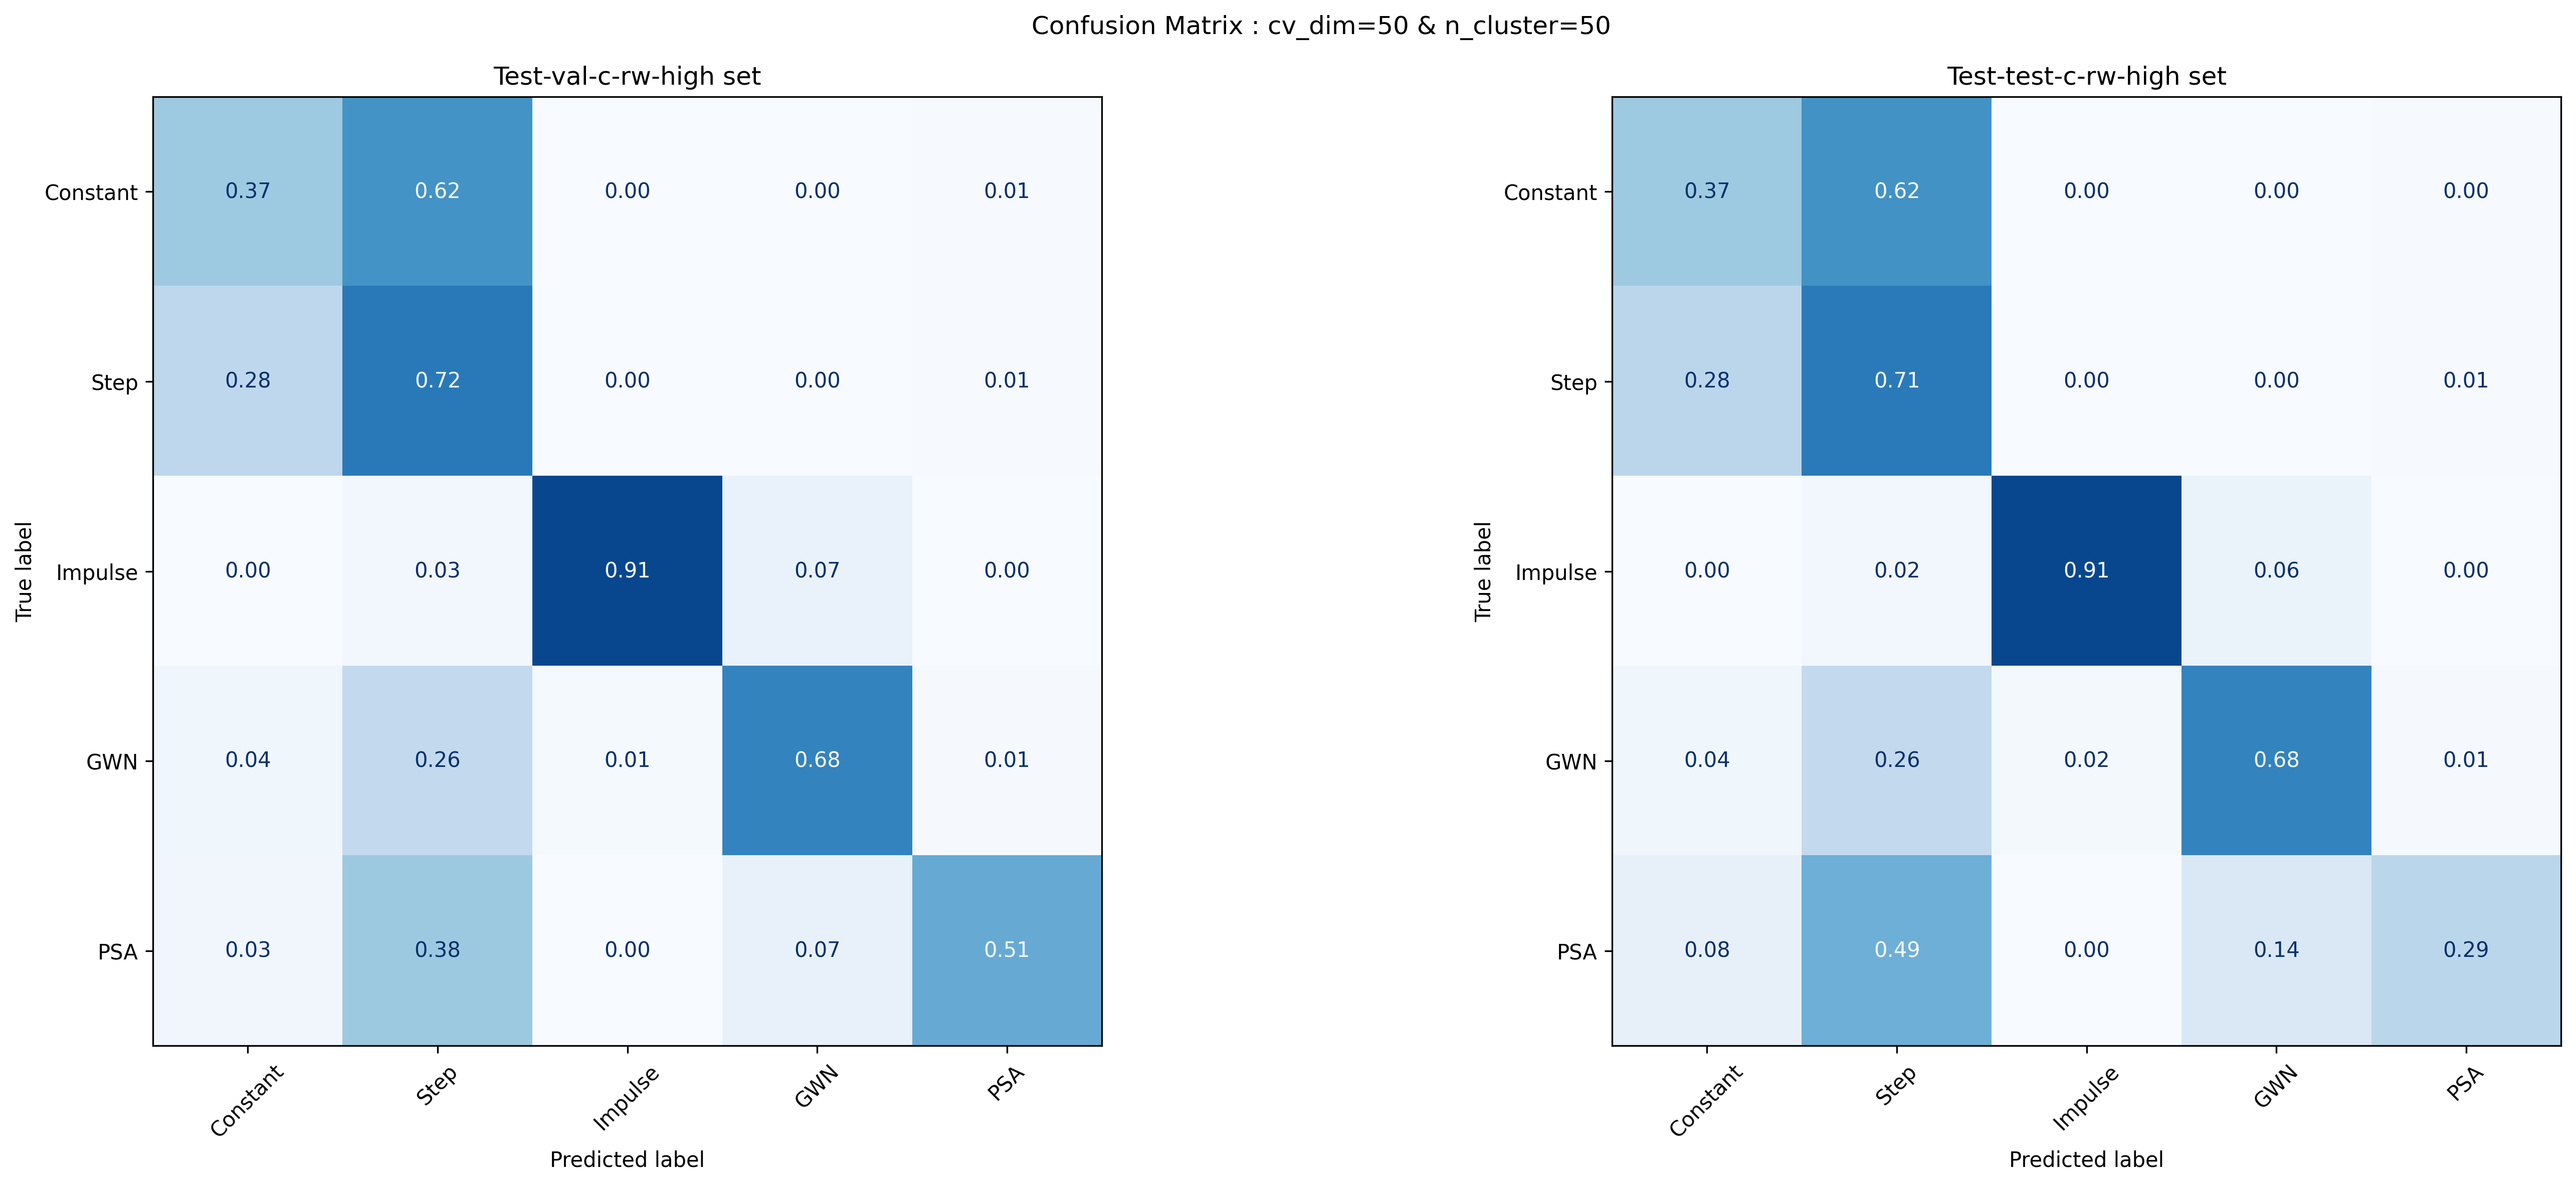 Confusion Matrix : cv_dim=50 & n_cluster=50
Test-val-c-rw-high set
True label
Constant 0.37 0.62 0.00 0.00 0.01
Step 0.28 0.72 0.00 0.00 0.01
Impulse 0.00 0.03 0.91 0.07 0.00
GWN 0.04 0.26 0.01 0.68 0.01
PSA 0.03 0.38 0.00 0.07 0.51
Constant Step Impulse GWN PSA
Predicted label
Test-test-c-rw-high set
True label
Constant 0.37 0.62 0.00 0.00 0.00
Step 0.28 0.71 0.00 0.00 0.01
Impulse 0.00 0.02 0.91 0.06 0.00
GWN 0.04 0.26 0.02 0.68 0.01
PSA 0.08 0.49 0.00 0.14 0.29
Constant Step Impulse GWN PSA
Predicted label